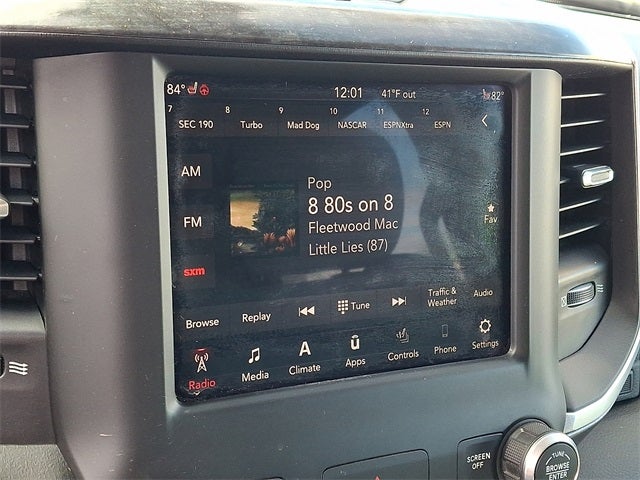 84° 12:01 41°F out 82°
7 8 9 10 11 12
SEC 190 Turbo Mad Dog NASCAR ESPNXtra ESPN
AM
Pop
8 80s on 8
FM
Fleetwood Mac
Fav
Little Lies (87)
sxm
Browse Replay Tune Traffic & Weather Audio
Radio Media A Climate ū Apps Controls Phone Settings
SCREEN OFF
TUNE
BROWSE
ENTER